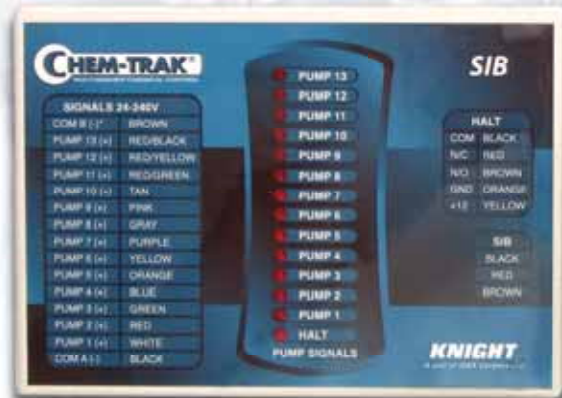 CHEM-TRAK®
SIB
SIGNALS 24-240V
COM B (-)* BROWN
PUMP 13 (+) RED/BLACK
PUMP 12 (+) RED/YELLOW
PUMP 11 (+) RED/GREEN
PUMP 10 (+) TAN
PUMP 9 (+) PINK
PUMP 8 (+) GRAY
PUMP 7 (+) PURPLE
PUMP 6 (+) YELLOW
PUMP 5 (+) ORANGE
PUMP 4 (+) BLUE
PUMP 3 (+) GREEN
PUMP 2 (+) RED
PUMP 1 (+) WHITE
COM A (-) BLACK
PUMP 13
PUMP 12
PUMP 11
PUMP 10
PUMP 9
PUMP 8
PUMP 7
PUMP 6
PUMP 5
PUMP 4
PUMP 3
PUMP 2
PUMP 1
HALT
PUMP SIGNALS
HALT
COM BLACK
N/C RED
N/O BROWN
GND ORANGE
+12 YELLOW
SIB
BLACK
RED
BROWN
KNIGHT